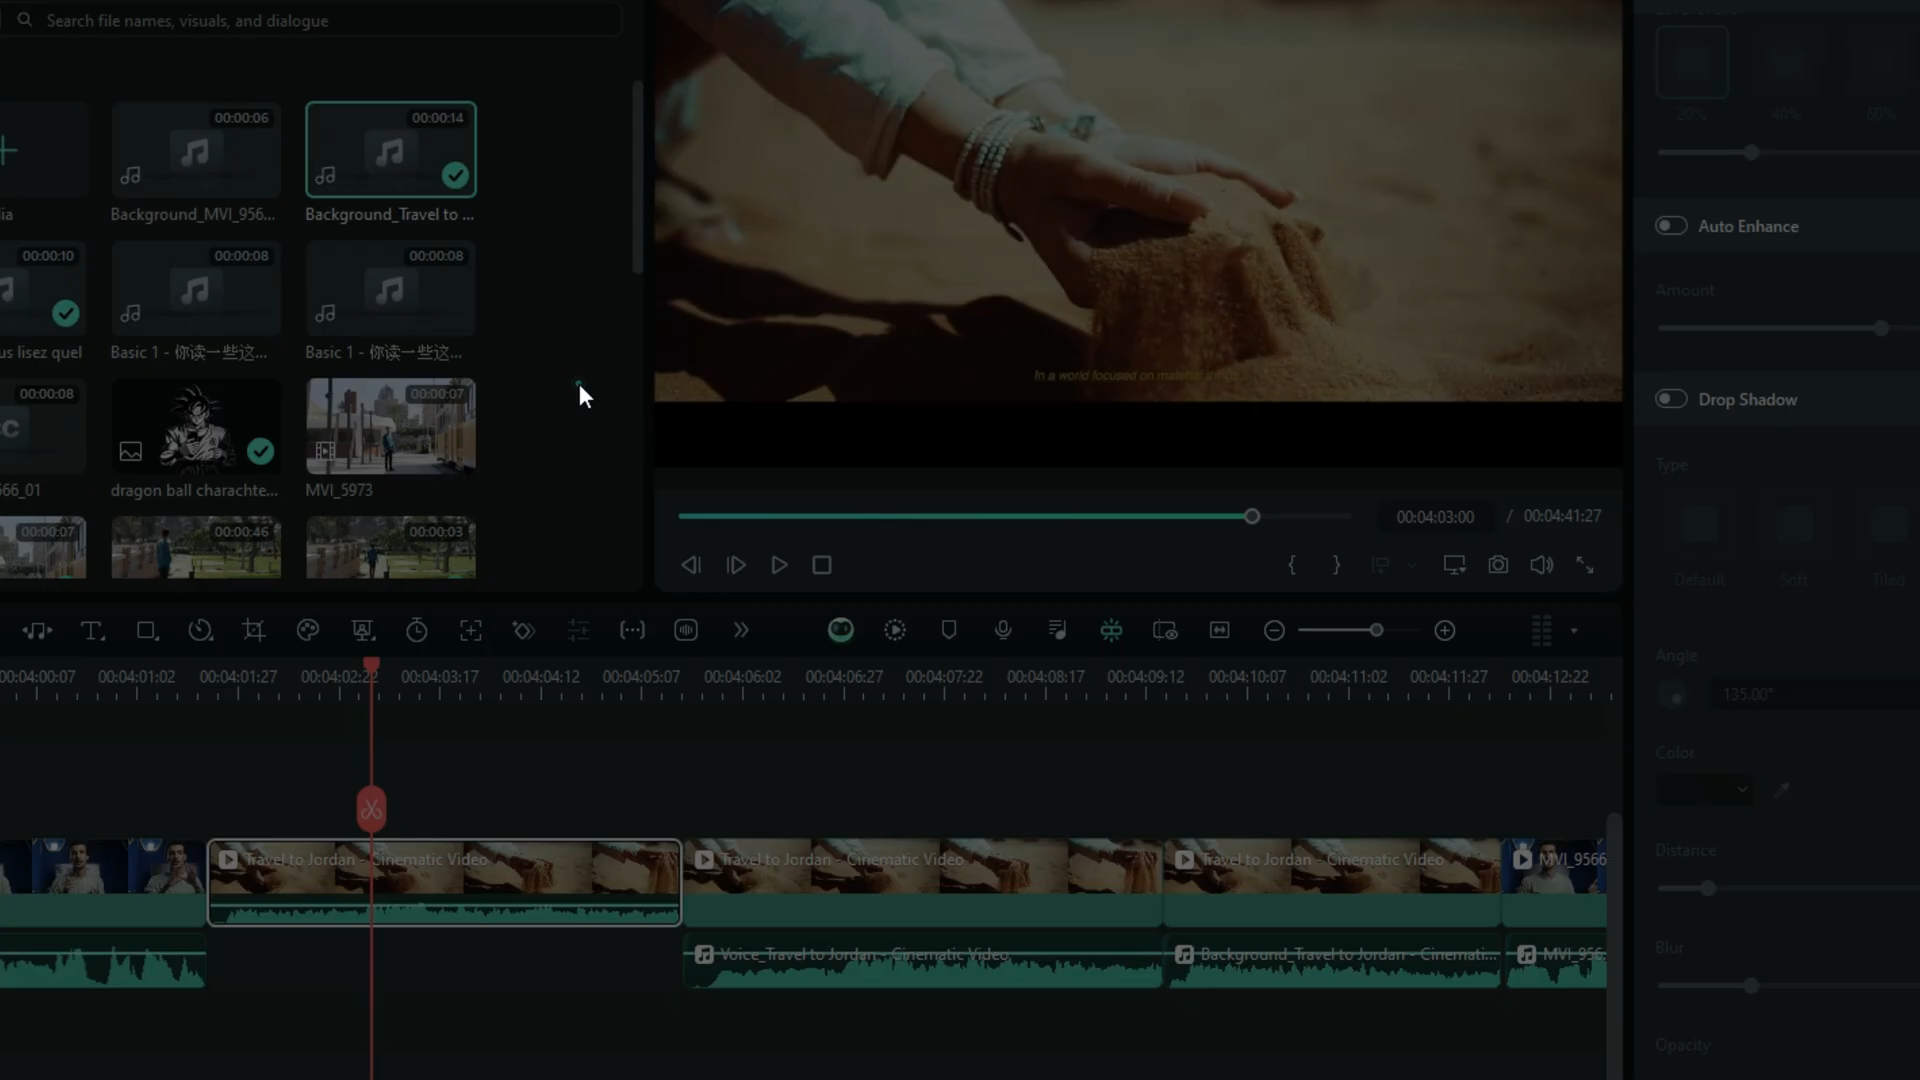 Search file names, visuals, and dialogue
00:00:06
00:00:14
dia
Background_MVI_956...
Background_Travel to ...
00:00:10
00:00:08
00:00:08
us lisez quel
Basic 1 - 你读一些这...
Basic 1 - 你读一些这...
00:00:08
00:00:07
CC
566_01
dragon ball charachte...
MVI_5973
00:00:07
00:00:46
00:00:03
In a world focused on material
00:04:03:00 / 00:04:41:27
20% 40% 60%
Auto Enhance
Amount
Drop Shadow
Type
Default Soft Tiled
Angle
135.00°
Color
Distance
Blur
Opacity
00:04:00:07 00:04:01:02 00:04:01:27 00:04:02:22 00:04:03:17 00:04:04:12 00:04:05:07 00:04:06:02 00:04:06:27 00:04:07:22 00:04:08:17 00:04:09:12 00:04:10:07 00:04:11:02 00:04:11:27 00:04:12:22
Travel to Jordan - Cinematic Video Travel to Jordan - Cinematic Video Travel to Jordan - Cinematic Video MVI_9566
Voice_Travel to Jordan - Cinematic Video Background_Travel to Jordan - Cinemati... MVI_956